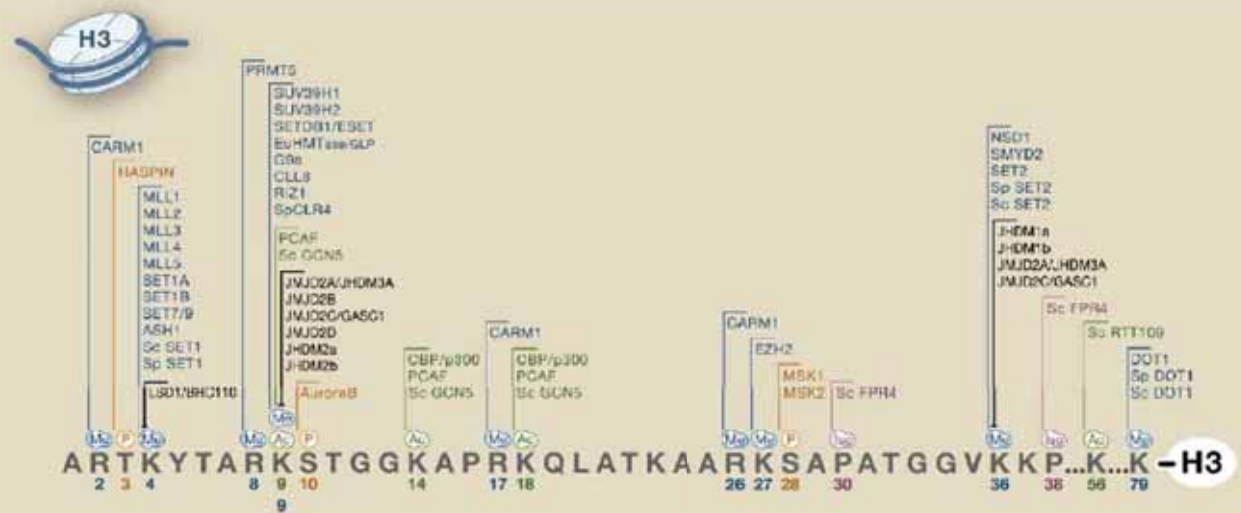 H3
CARM1
HASPIN
MLL1
MLL2
MLL3
MLL4
MLL5
SET1A
SET1B
SET7/9
ASH1
Sc SET1
Sp SET1
LSD1/BHC110
PRMT5
SUV39H1
SUV39H2
SETDB1/ESET
EuHMTase/GLP
G9a
CLL8
RIZ1
SpCLR4
PCAF
Sc GCN5
JMJD2A/JHDM3A
JMJD2B
JMJD2C/GASC1
JMJD2D
JHDM2a
JHDM2b
AuroraB
CBP/p300
PCAF
Sc GCN5
CARM1
CBP/p300
PCAF
Sc GCN5
CARM1
EZH2
MSK1
MSK2
Sc FPR4
NSD1
SMYD2
SET2
Sp SET2
Sc SET2
JHDM1a
JHDM1b
JMJD2A/JHDM3A
JMJD2C/GASC1
Sc FPR4
Sc RTT109
DOT1
Sp DOT1
Sc DOT1
Me
Me P Me Me Ac P Ac Me Ac Me Me P Iso Me Iso Ac Me
ARTKYTARKSTGGKAPRKQLATKAARKSAPATGGVKKP...K...K –H3
2 3 4 8 9 10 14 17 18 26 27 28 30 36 38 56 79
9